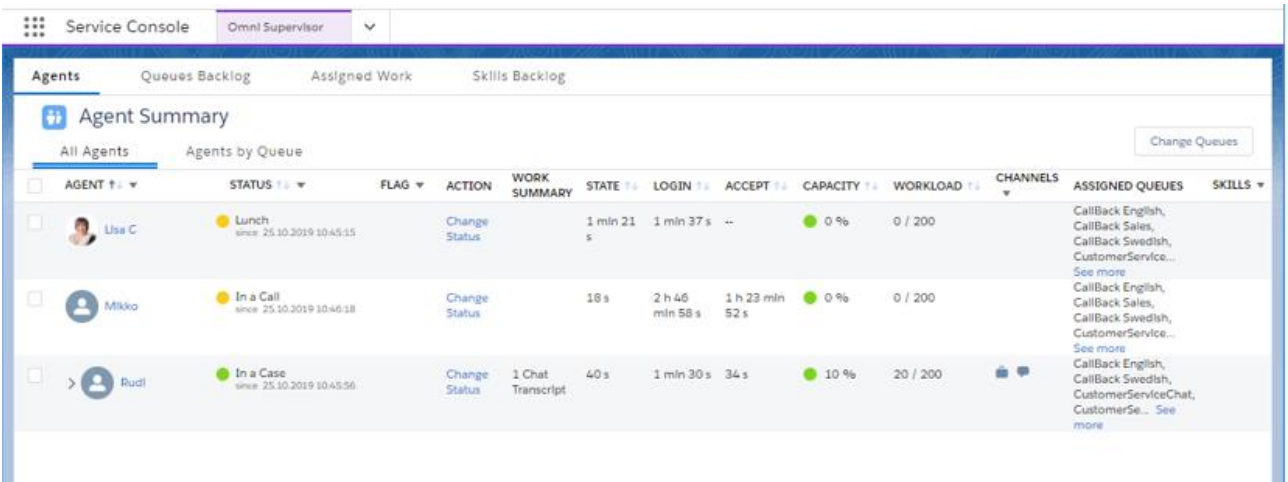 Service Console
Omni Supervisor
Agents
Queues Backlog
Assigned Work
Skills Backlog
Agent Summary
Change Queues
All Agents
Agents by Queue
AGENT
STATUS
FLAG
ACTION
WORK
SUMMARY
STATE
LOGIN
ACCEPT
CAPACITY
WORKLOAD
CHANNELS
ASSIGNED QUEUES
SKILLS
Lisa C
Lunch
since 25.10.2019 10:45:15
Change
Status
1 min 21
s
1 min 37 s
--
0 %
0 / 200
CallBack English,
CallBack Sales,
CallBack Swedish,
CustomerService...
See more
Mikko
In a Call
since 25.10.2019 10:46:18
Change
Status
18 s
2 h 46
min 58 s
1 h 23 min
52 s
0 %
0 / 200
CallBack English,
CallBack Sales,
CallBack Swedish,
CustomerService...
See more
Rudi
In a Case
since 25.10.2019 10:45:56
Change
Status
1 Chat
Transcript
40 s
1 min 30 s
34 s
10 %
20 / 200
CallBack English,
CallBack Swedish,
CustomerServiceChat,
CustomerSe... See
more